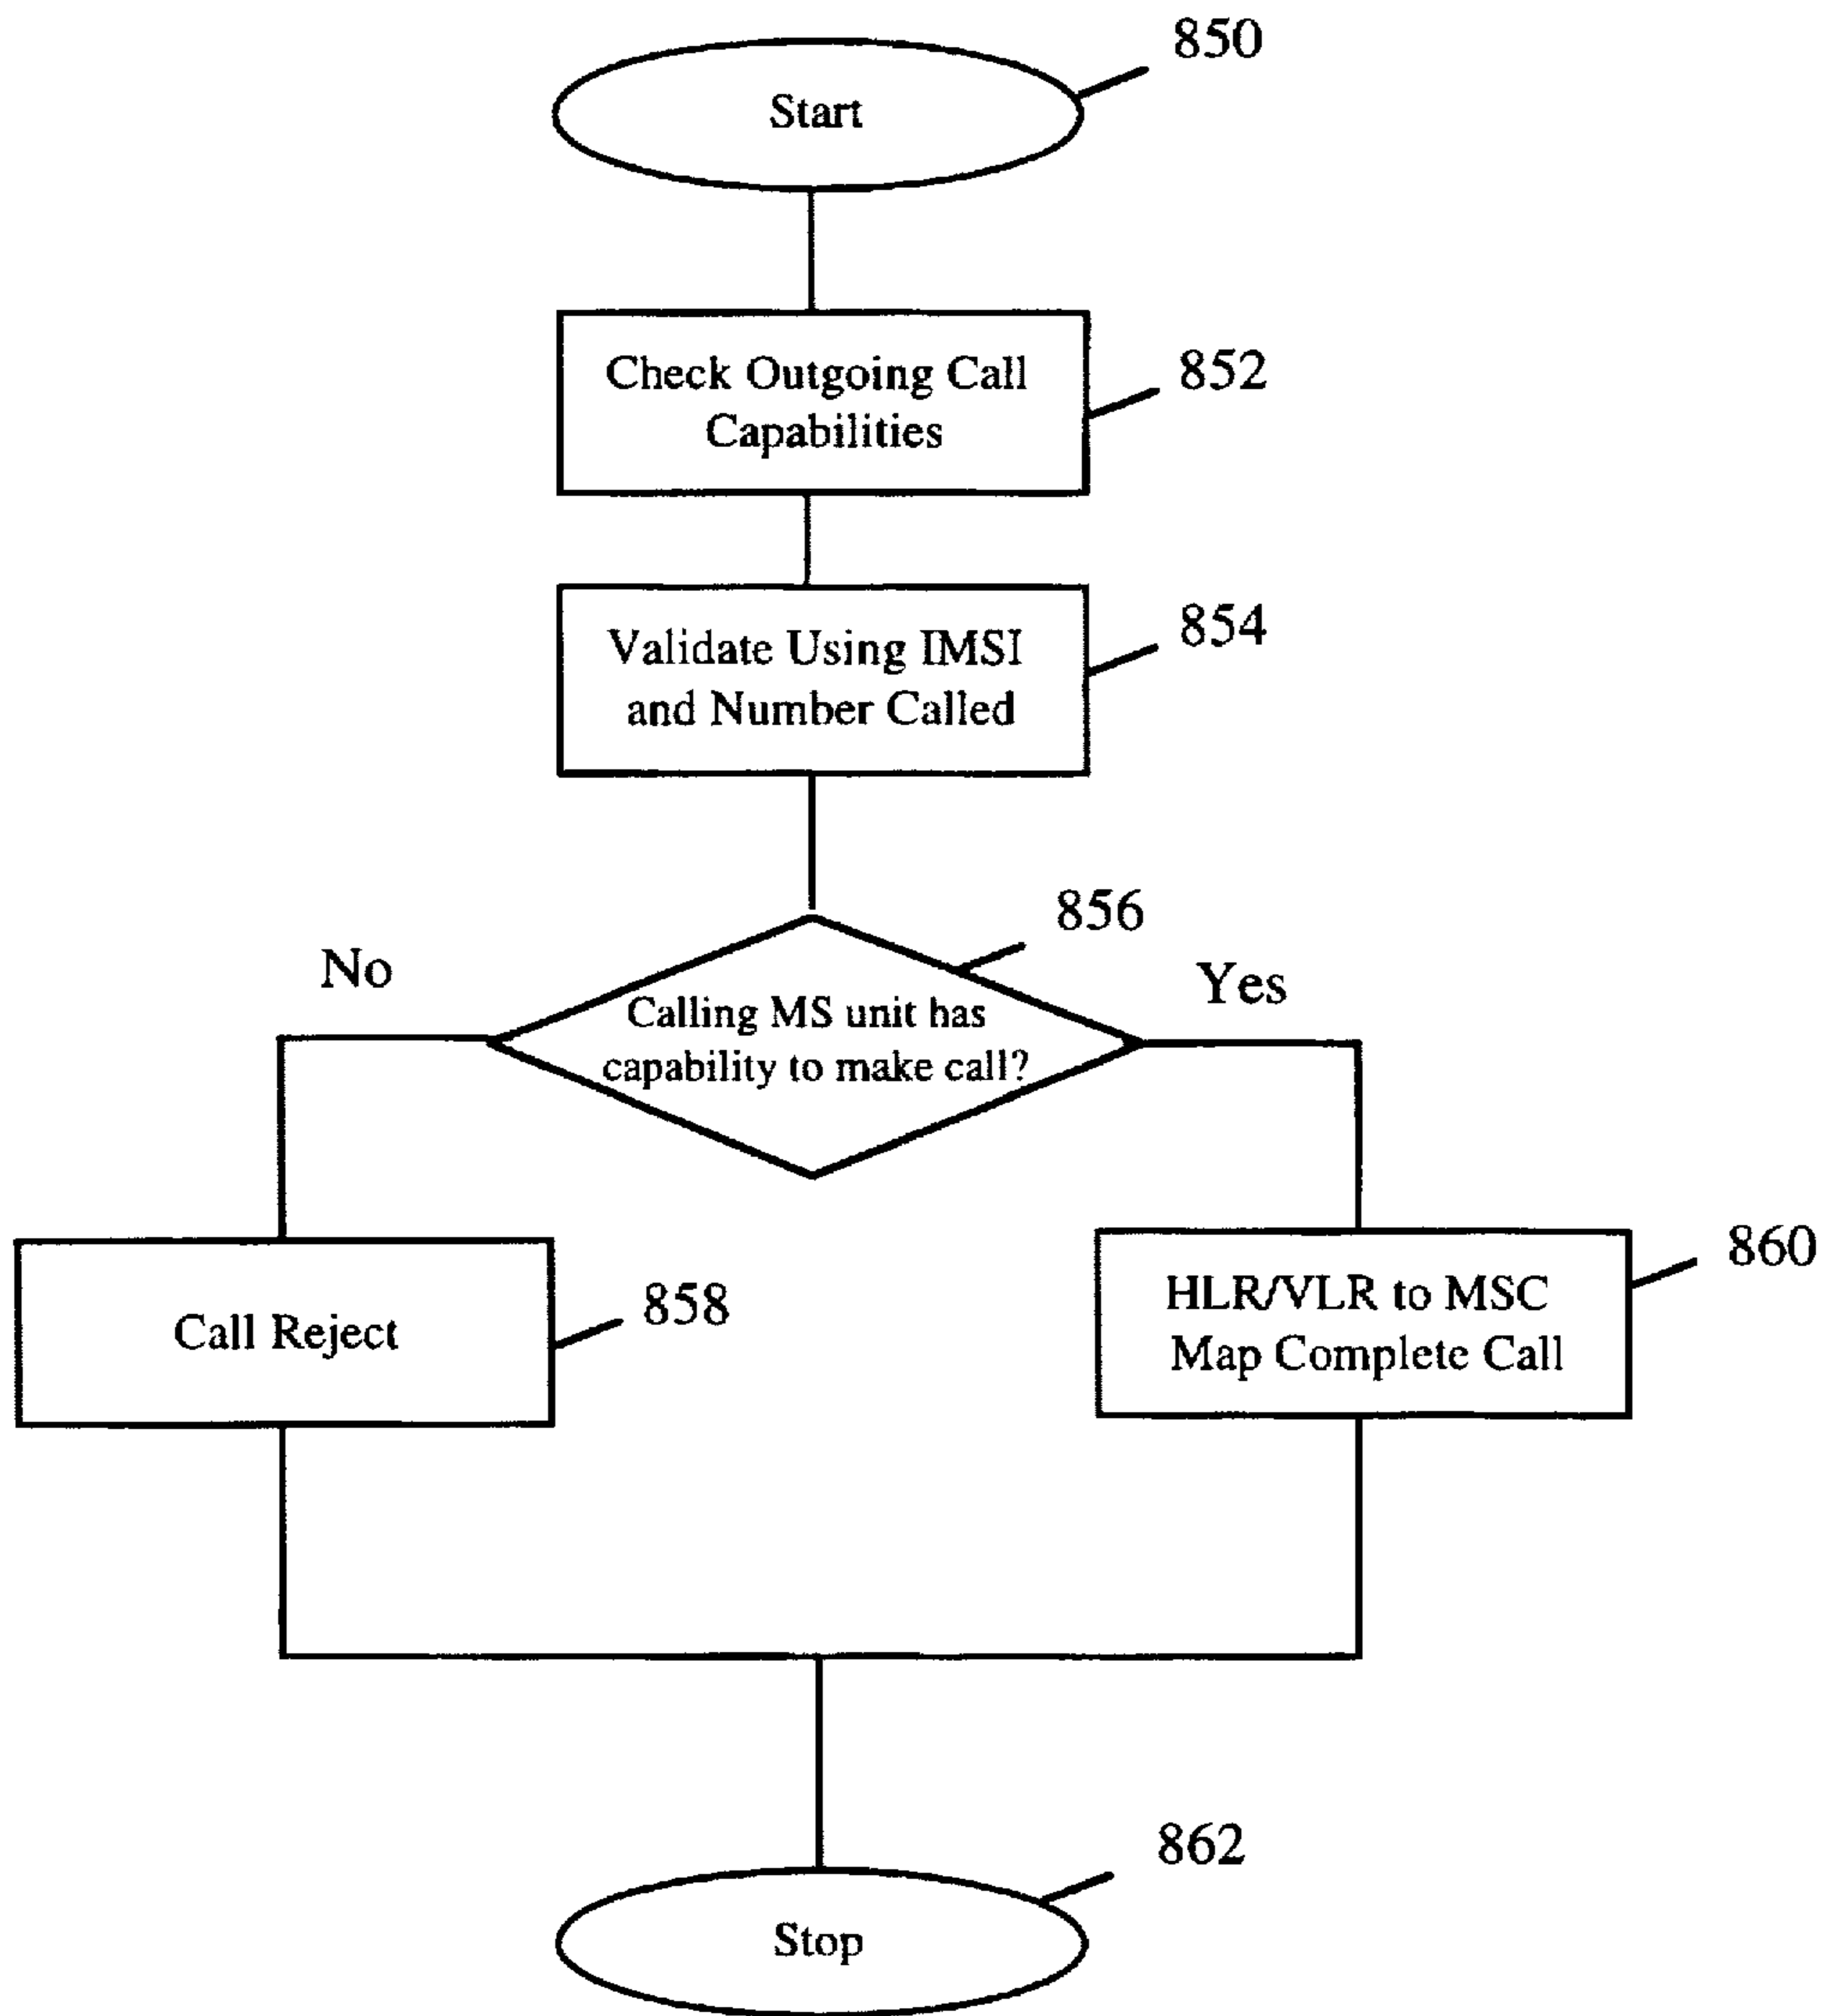 850
Start
Check Outgoing Call
Capabilities
852
Validate Using IMSI
and Number Called
854
856
No
Yes
Calling MS unit has
capability to make call?
Call Reject
858
HLR/VLR to MSC
Map Complete Call
860
862
Stop